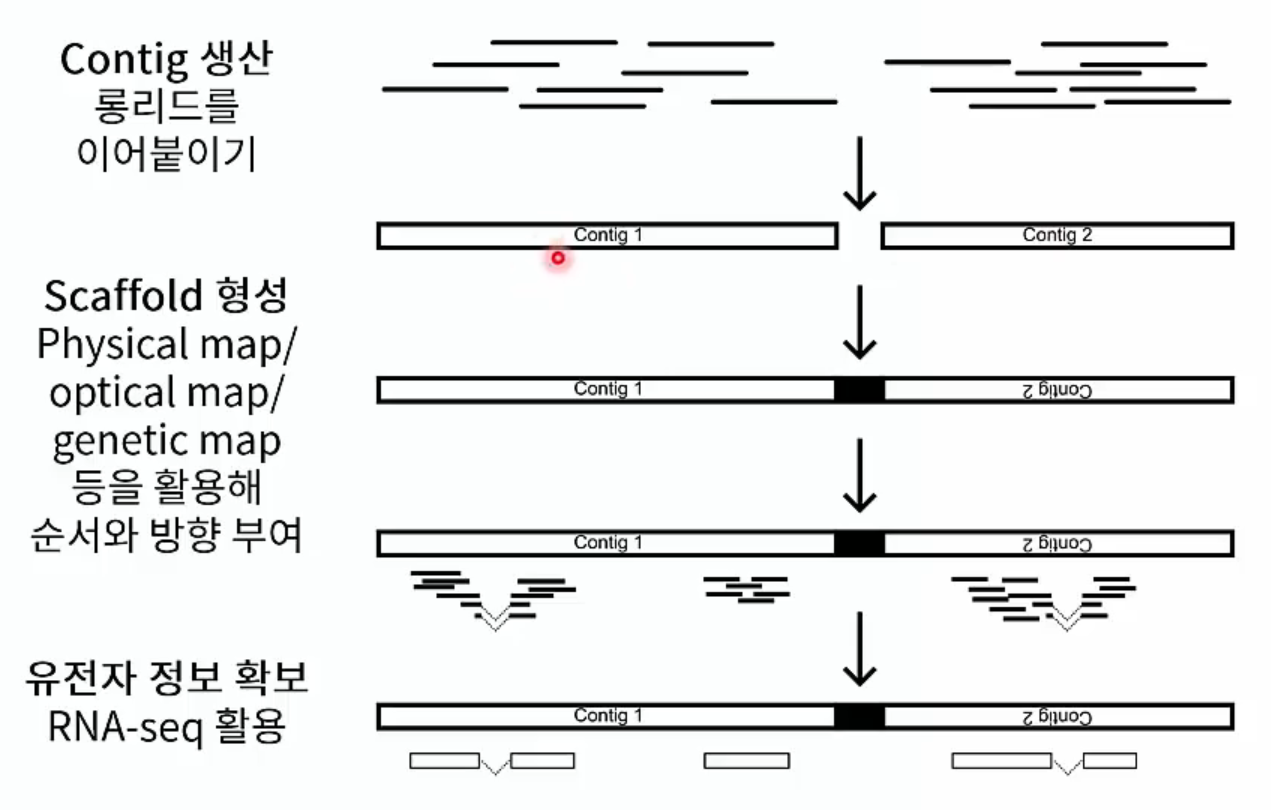 Contig 생산
롱리드를
이어붙이기
Contig 1
Contig 2
Scaffold 형성
Physical map/
optical map/
genetic map
등을 활용해
순서와 방향 부여
Contig 1
Contig 2
Contig 1
Contig 2
유전자 정보 확보
RNA-seq 활용
Contig 1
Contig 2